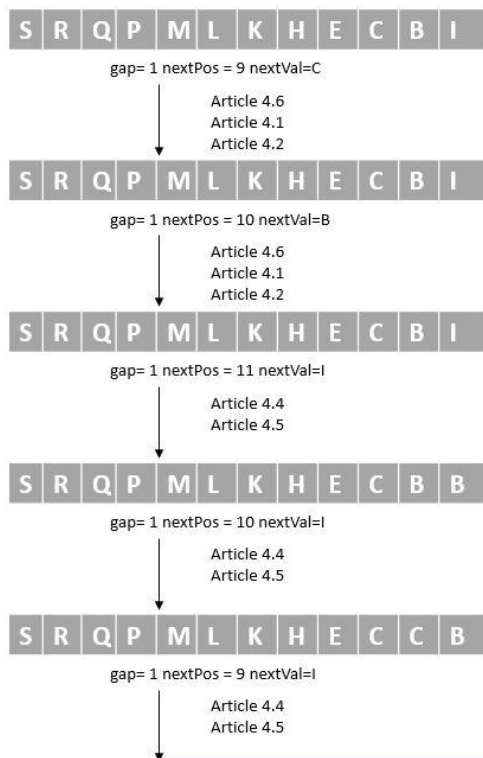 S R Q P M L K H E C B I
gap= 1 nextPos = 9 nextVal=C
Article 4.6
Article 4.1
Article 4.2
S R Q P M L K H E C B I
gap= 1 nextPos = 10 nextVal=B
Article 4.6
Article 4.1
Article 4.2
S R Q P M L K H E C B I
gap= 1 nextPos = 11 nextVal=I
Article 4.4
Article 4.5
S R Q P M L K H E C B B
gap= 1 nextPos = 10 nextVal=I
Article 4.4
Article 4.5
S R Q P M L K H E C C B
gap= 1 nextPos = 9 nextVal=I
Article 4.4
Article 4.5